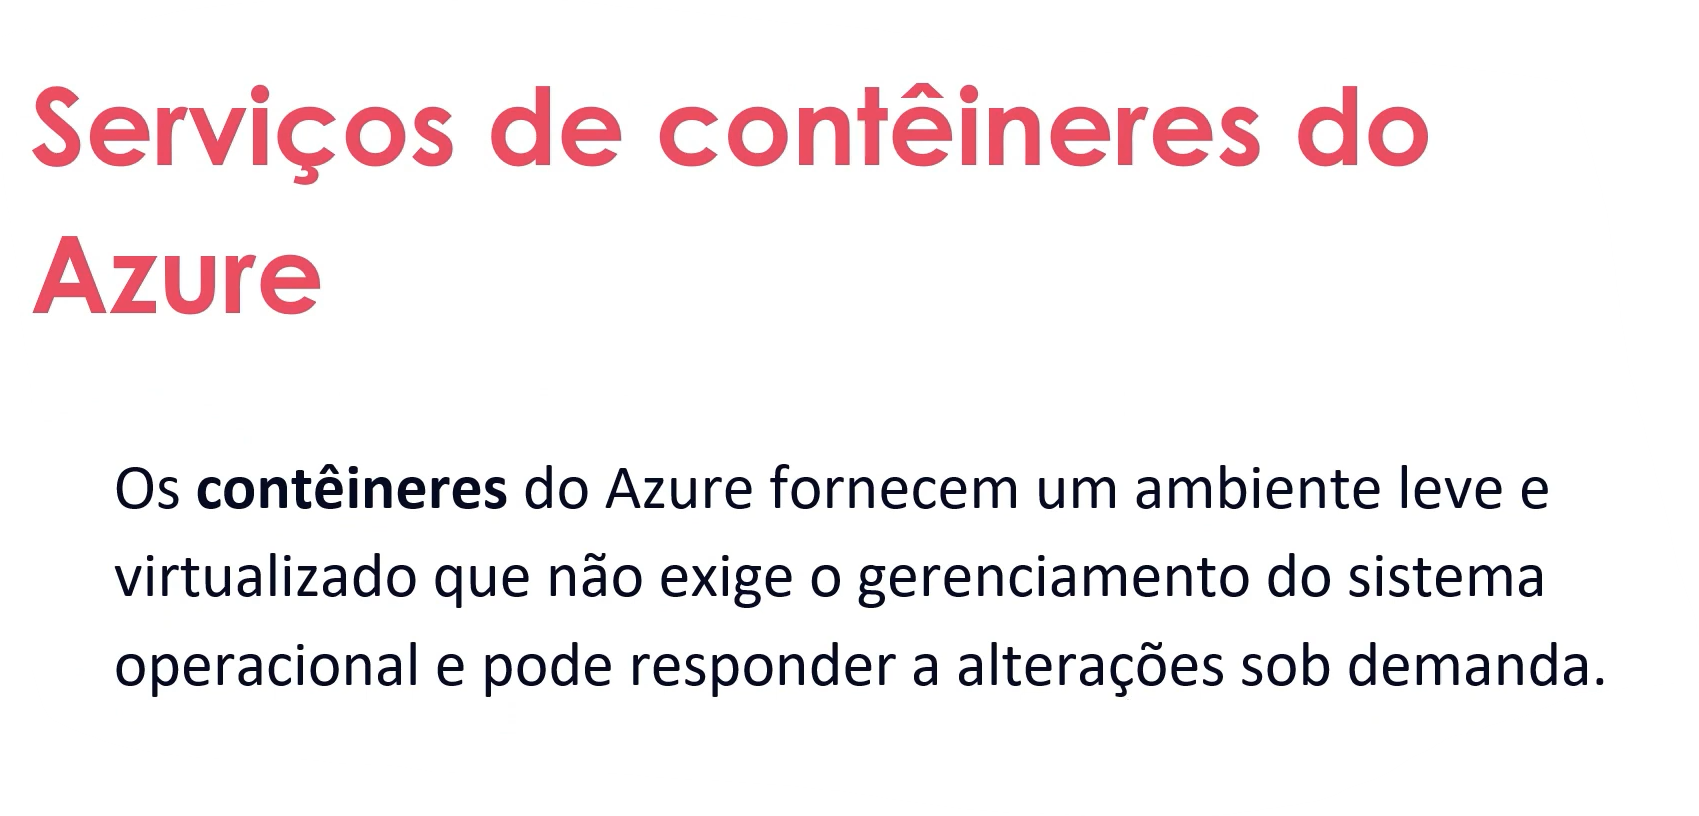 Serviços de contêineres do
Azure
Os contêineres do Azure fornecem um ambiente leve e
virtualizado que não exige o gerenciamento do sistema
operacional e pode responder a alterações sob demanda.